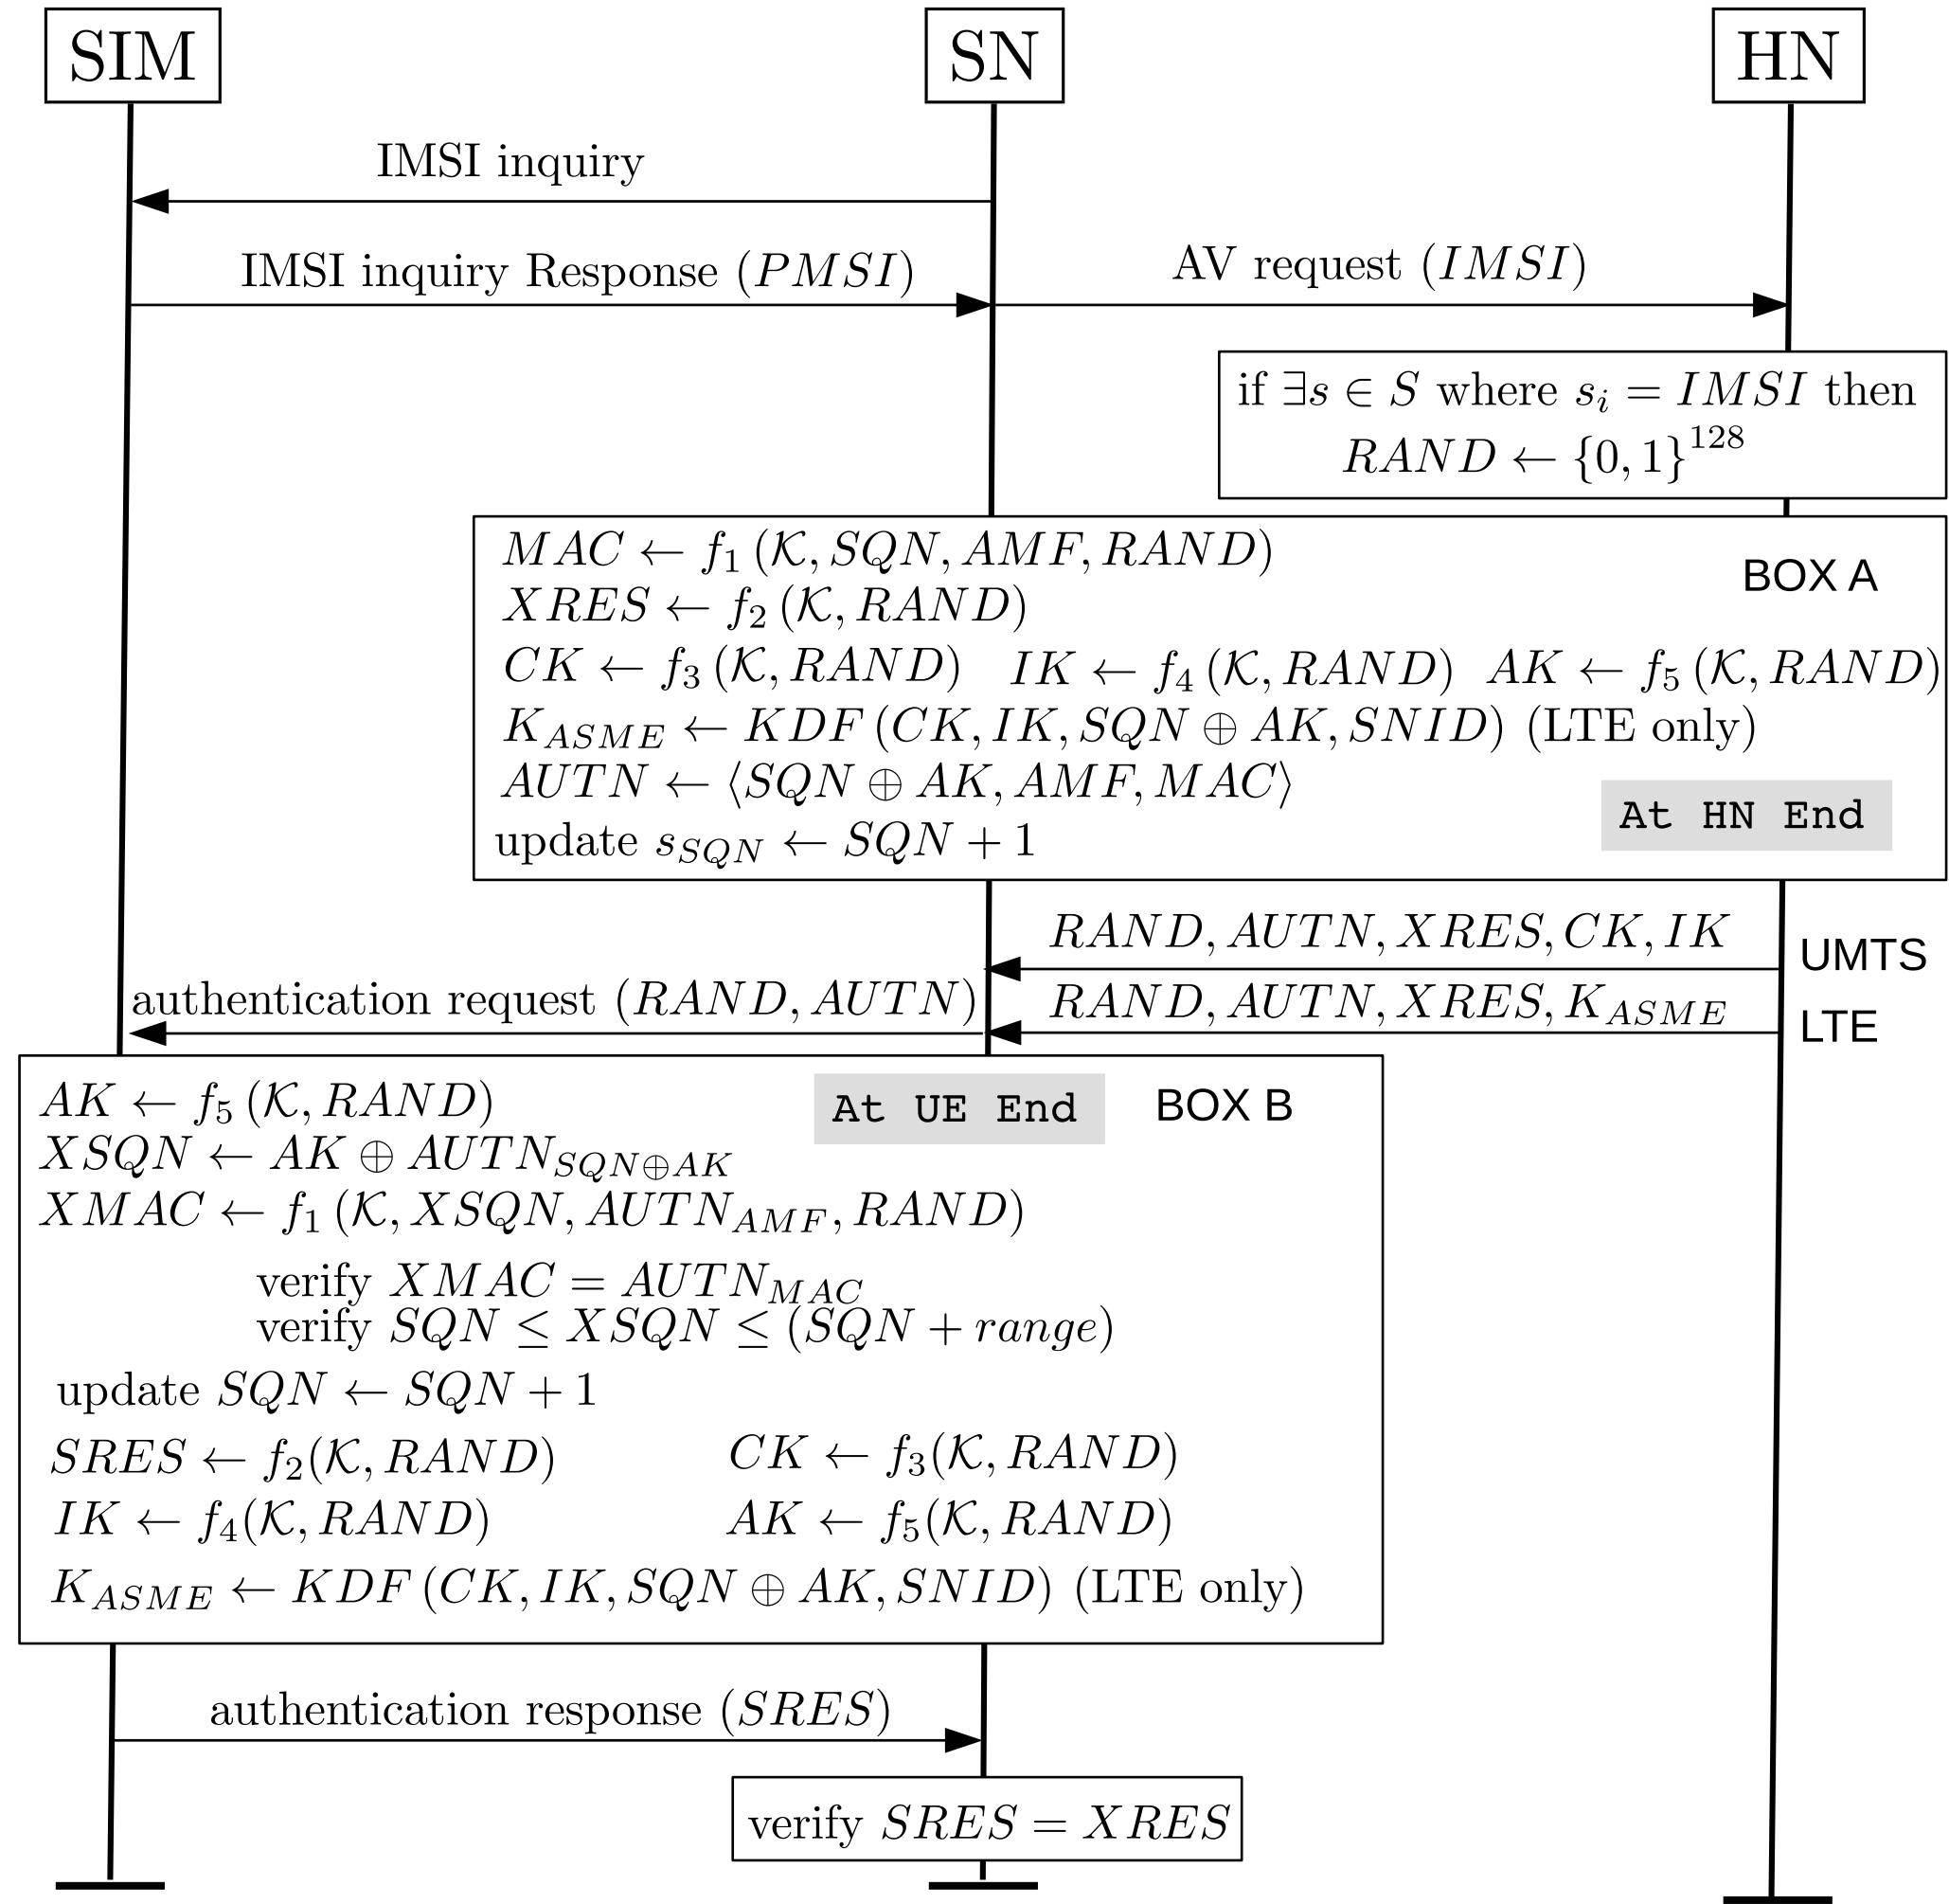 SIM SN HN
IMSI inquiry
IMSI inquiry Response (PMSI)
AV request (IMSI)
if ∃s ∈ S where s_i = IMSI then
RAND ← {0, 1}^128
MAC ← f_1 (𝒦, SQN, AMF, RAND)
BOX A
XRES ← f_2 (𝒦, RAND)
CK ← f_3 (𝒦, RAND) IK ← f_4 (𝒦, RAND) AK ← f_5 (𝒦, RAND)
K_ASME ← KDF (CK, IK, SQN ⊕ AK, SNID) (LTE only)
AUTN ← ⟨SQN ⊕ AK, AMF, MAC⟩
At HN End
update s_SQN ← SQN + 1
RAND, AUTN, XRES, CK, IK
UMTS
authentication request (RAND, AUTN)
RAND, AUTN, XRES, K_ASME
LTE
AK ← f_5 (𝒦, RAND)
At UE End
BOX B
XSQN ← AK ⊕ AUTN_SQN⊕AK
XMAC ← f_1 (𝒦, XSQN, AUTN_AMF, RAND)
verify XMAC = AUTN_MAC
verify SQN ≤ XSQN ≤ (SQN + range)
update SQN ← SQN + 1
SRES ← f_2(𝒦, RAND) CK ← f_3(𝒦, RAND)
IK ← f_4(𝒦, RAND) AK ← f_5(𝒦, RAND)
K_ASME ← KDF (CK, IK, SQN ⊕ AK, SNID) (LTE only)
authentication response (SRES)
verify SRES = XRES